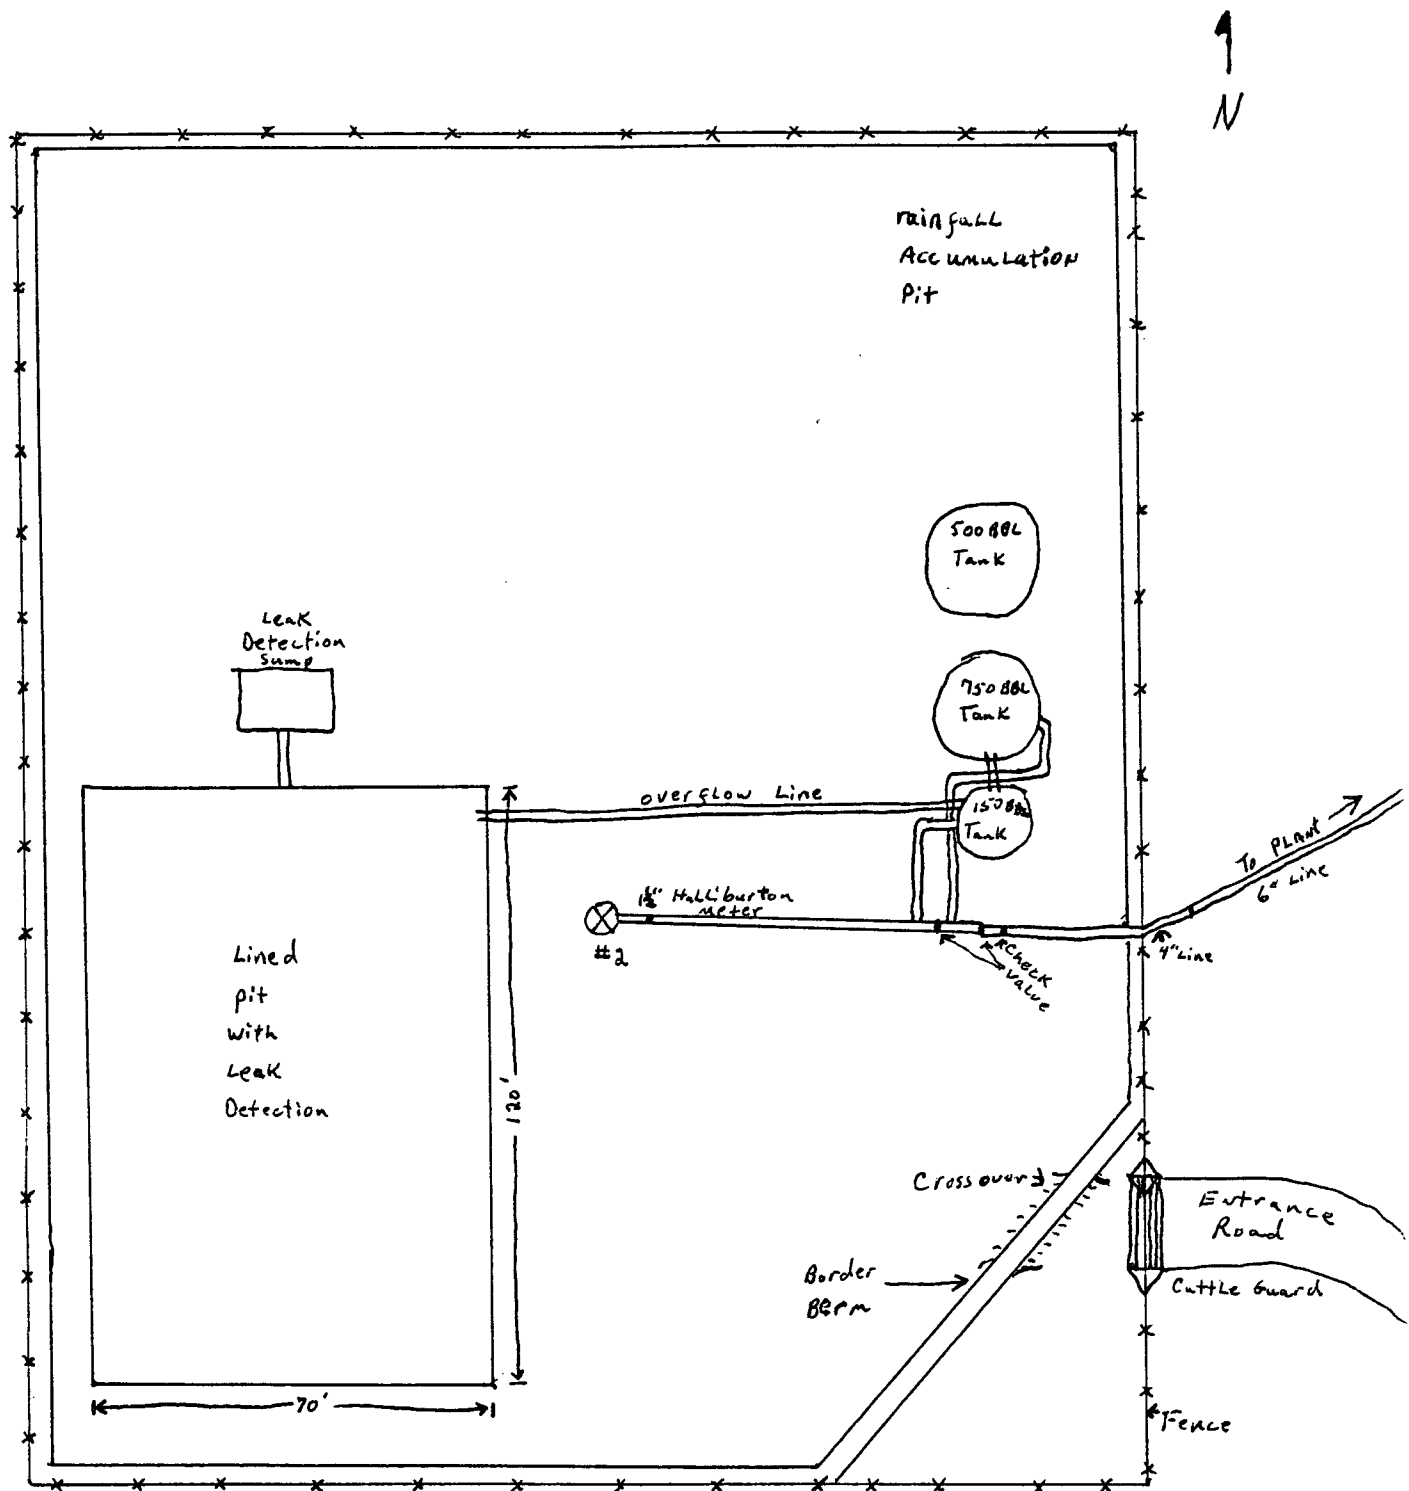 N
rainfall
Accumulation
Pit
500 BBL
Tank
Leak
Detection
Sump
750 BBL
Tank
overflow Line
150 BBL
Tank
To PLANT
6" Line
1½" Halliburton
meter
#2
4" Line
Check
valve
Lined
pit
with
Leak
Detection
120'
Crossover
Entrance
Road
Border
Berm
Cattle Guard
70'
Fence